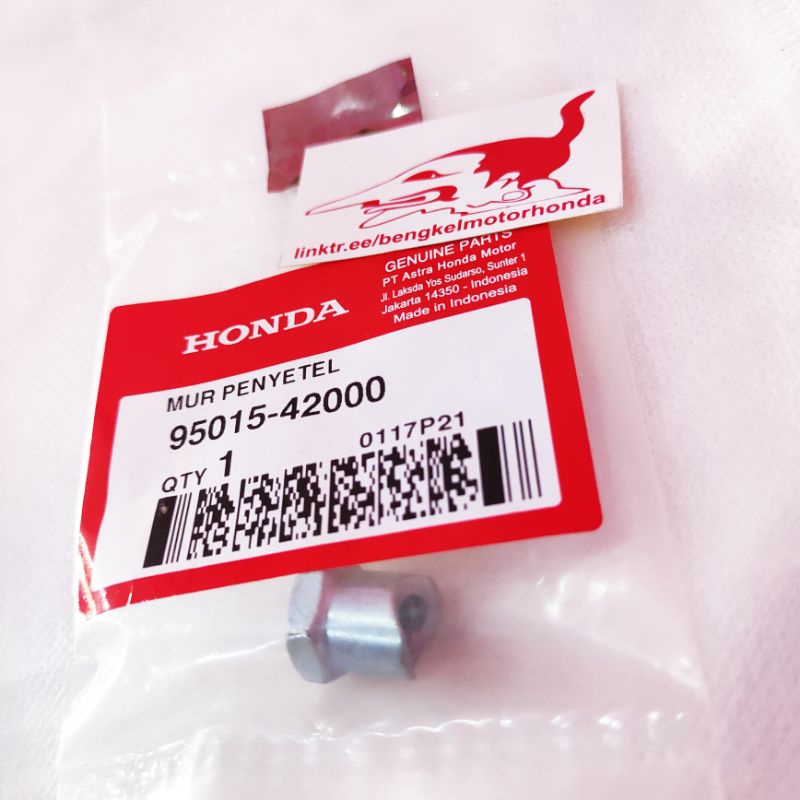 linktr.ee/bengkelmotorhonda
GENUINE PARTS
PT Astra Honda Motor
Jl. Laksda Yos Sudarso, Sunter 1
Jakarta 14350 - Indonesia
Made in Indonesia
HONDA
MUR PENYETEL
95015-42000
0117P21
QTY 1